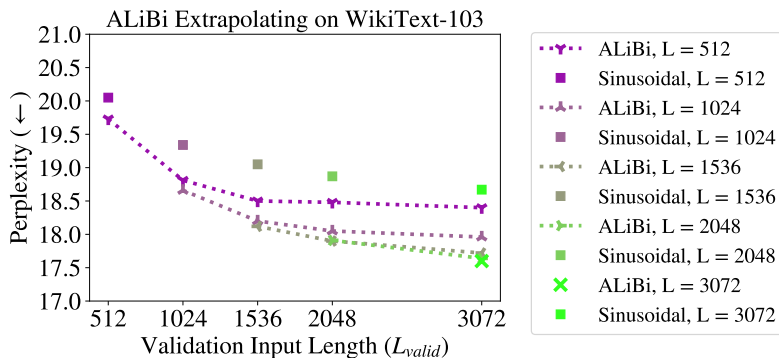 ALiBi Extrapolating on WikiText-103
Perplexity (←)
21.0
20.5
20.0
19.5
19.0
18.5
18.0
17.5
17.0
512 1024 1536 2048 3072
Validation Input Length (L_valid)
ALiBi, L = 512
Sinusoidal, L = 512
ALiBi, L = 1024
Sinusoidal, L = 1024
ALiBi, L = 1536
Sinusoidal, L = 1536
ALiBi, L = 2048
Sinusoidal, L = 2048
ALiBi, L = 3072
Sinusoidal, L = 3072